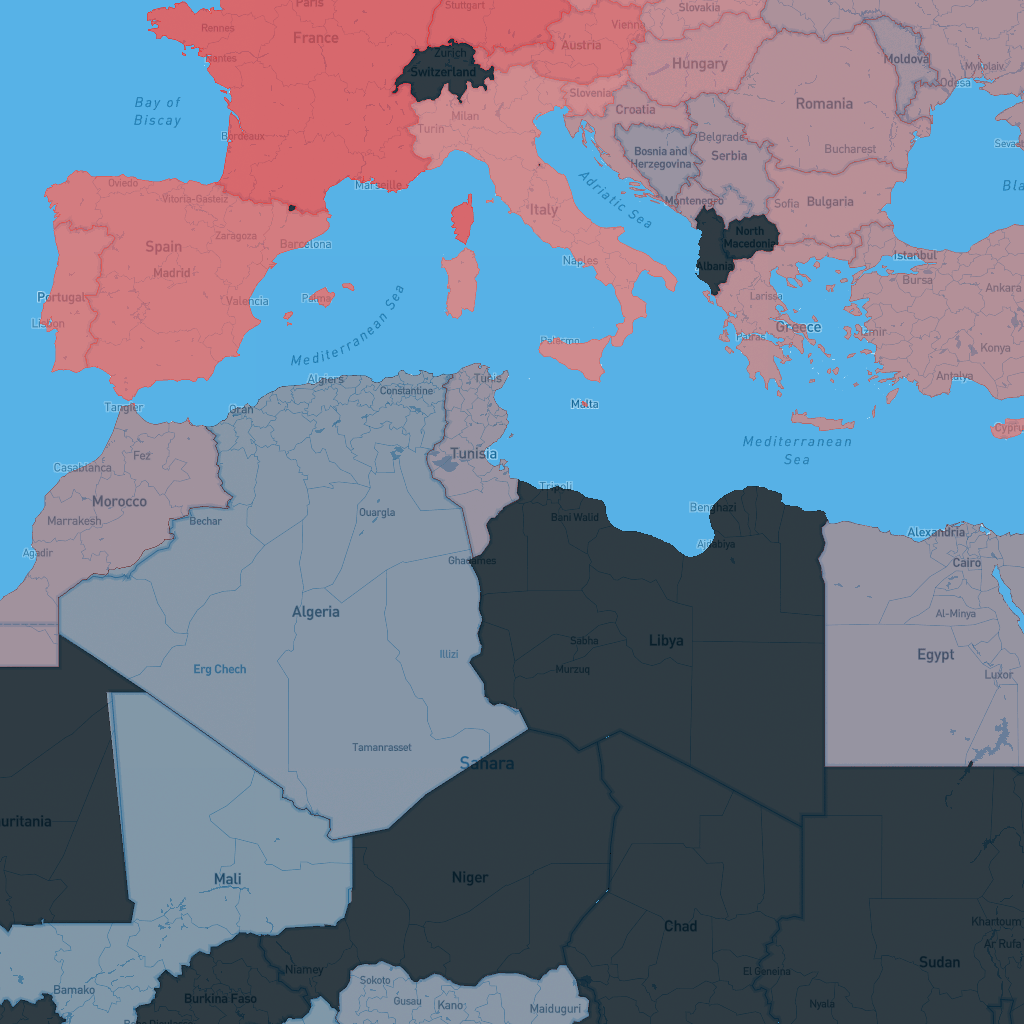 Paris
Stuttgart
Slovakia
Rennes
France
Vienna
Nantes
Zürich
Austria
Switzerland
Hungary
Moldova
Mykolaiv
Odesa
Bay of
Biscay
Slovenia
Croatia
Romania
Milan
Turin
Bordeaux
Belgrade
Serbia
Bucharest
Bosnia and
Herzegovina
Oviedo
Vitoria-Gasteiz
Marseille
Adriatic Sea
Montenegro
Sofia
Bulgaria
Italy
Spain
Zaragoza
Barcelona
North
Macedonia
Istanbul
Madrid
Naples
Albania
Bursa
Ankara
Portugal
Valencia
Palma
Mediterranean Sea
Larissa
Lisbon
Greece
Izmir
Palermo
Patras
Konya
Algiers
Tunis
Constantine
Antalya
Tangier
Oran
Malta
Mediterranean
Sea
Fez
Casablanca
Tunisia
Morocco
Tripoli
Marrakesh
Bechar
Ouargla
Bani Walid
Benghazi
Agadir
Ajdabiya
Alexandria
Ghadames
Cairo
Algeria
Al-Minya
Sabha
Libya
Erg Chech
Illizi
Murzuq
Egypt
Luxor
Tamanrasset
Sahara
uritania
Mali
Niger
Chad
Khartoum
Ar Rufa
El Geneina
Sudan
Niamey
Sokoto
Bamako
Burkina Faso
Gusau
Kano
Maiduguri
Nyala